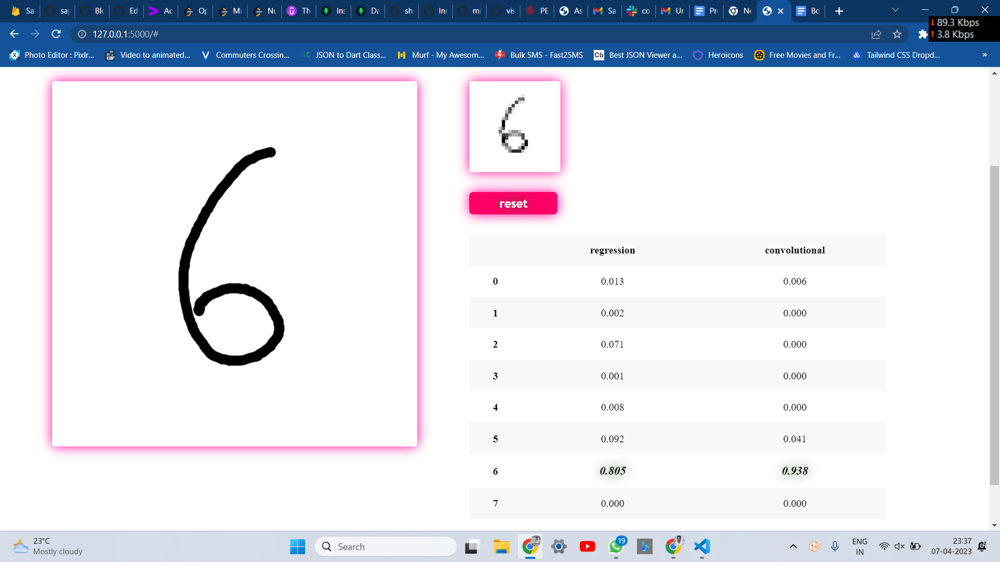 Sa sa Blo Ed Ac Op Mi Nu Th Ins Da sh Inn mi vis PE As Sa co Ur Pro Ne Bo
127.0.0.1:5000/#
89.3 Kbps
3.8 Kbps
Photo Editor : Pixlr... Video to animated... Commuters Crossin... JSON to Dart Class... Murf - My Awesom... Bulk SMS - Fast2SMS Cb Best JSON Viewer a... Heroicons Free Movies and Fr... Tailwind CSS Dropd... »
6
6
reset
regression convolutional
0 0.013 0.006
1 0.002 0.000
2 0.071 0.000
3 0.001 0.000
4 0.008 0.000
5 0.092 0.041
6 0.805 0.938
7 0.000 0.000
23°C
Mostly cloudy
Search
19
ENG
IN
23:37
07-04-2023